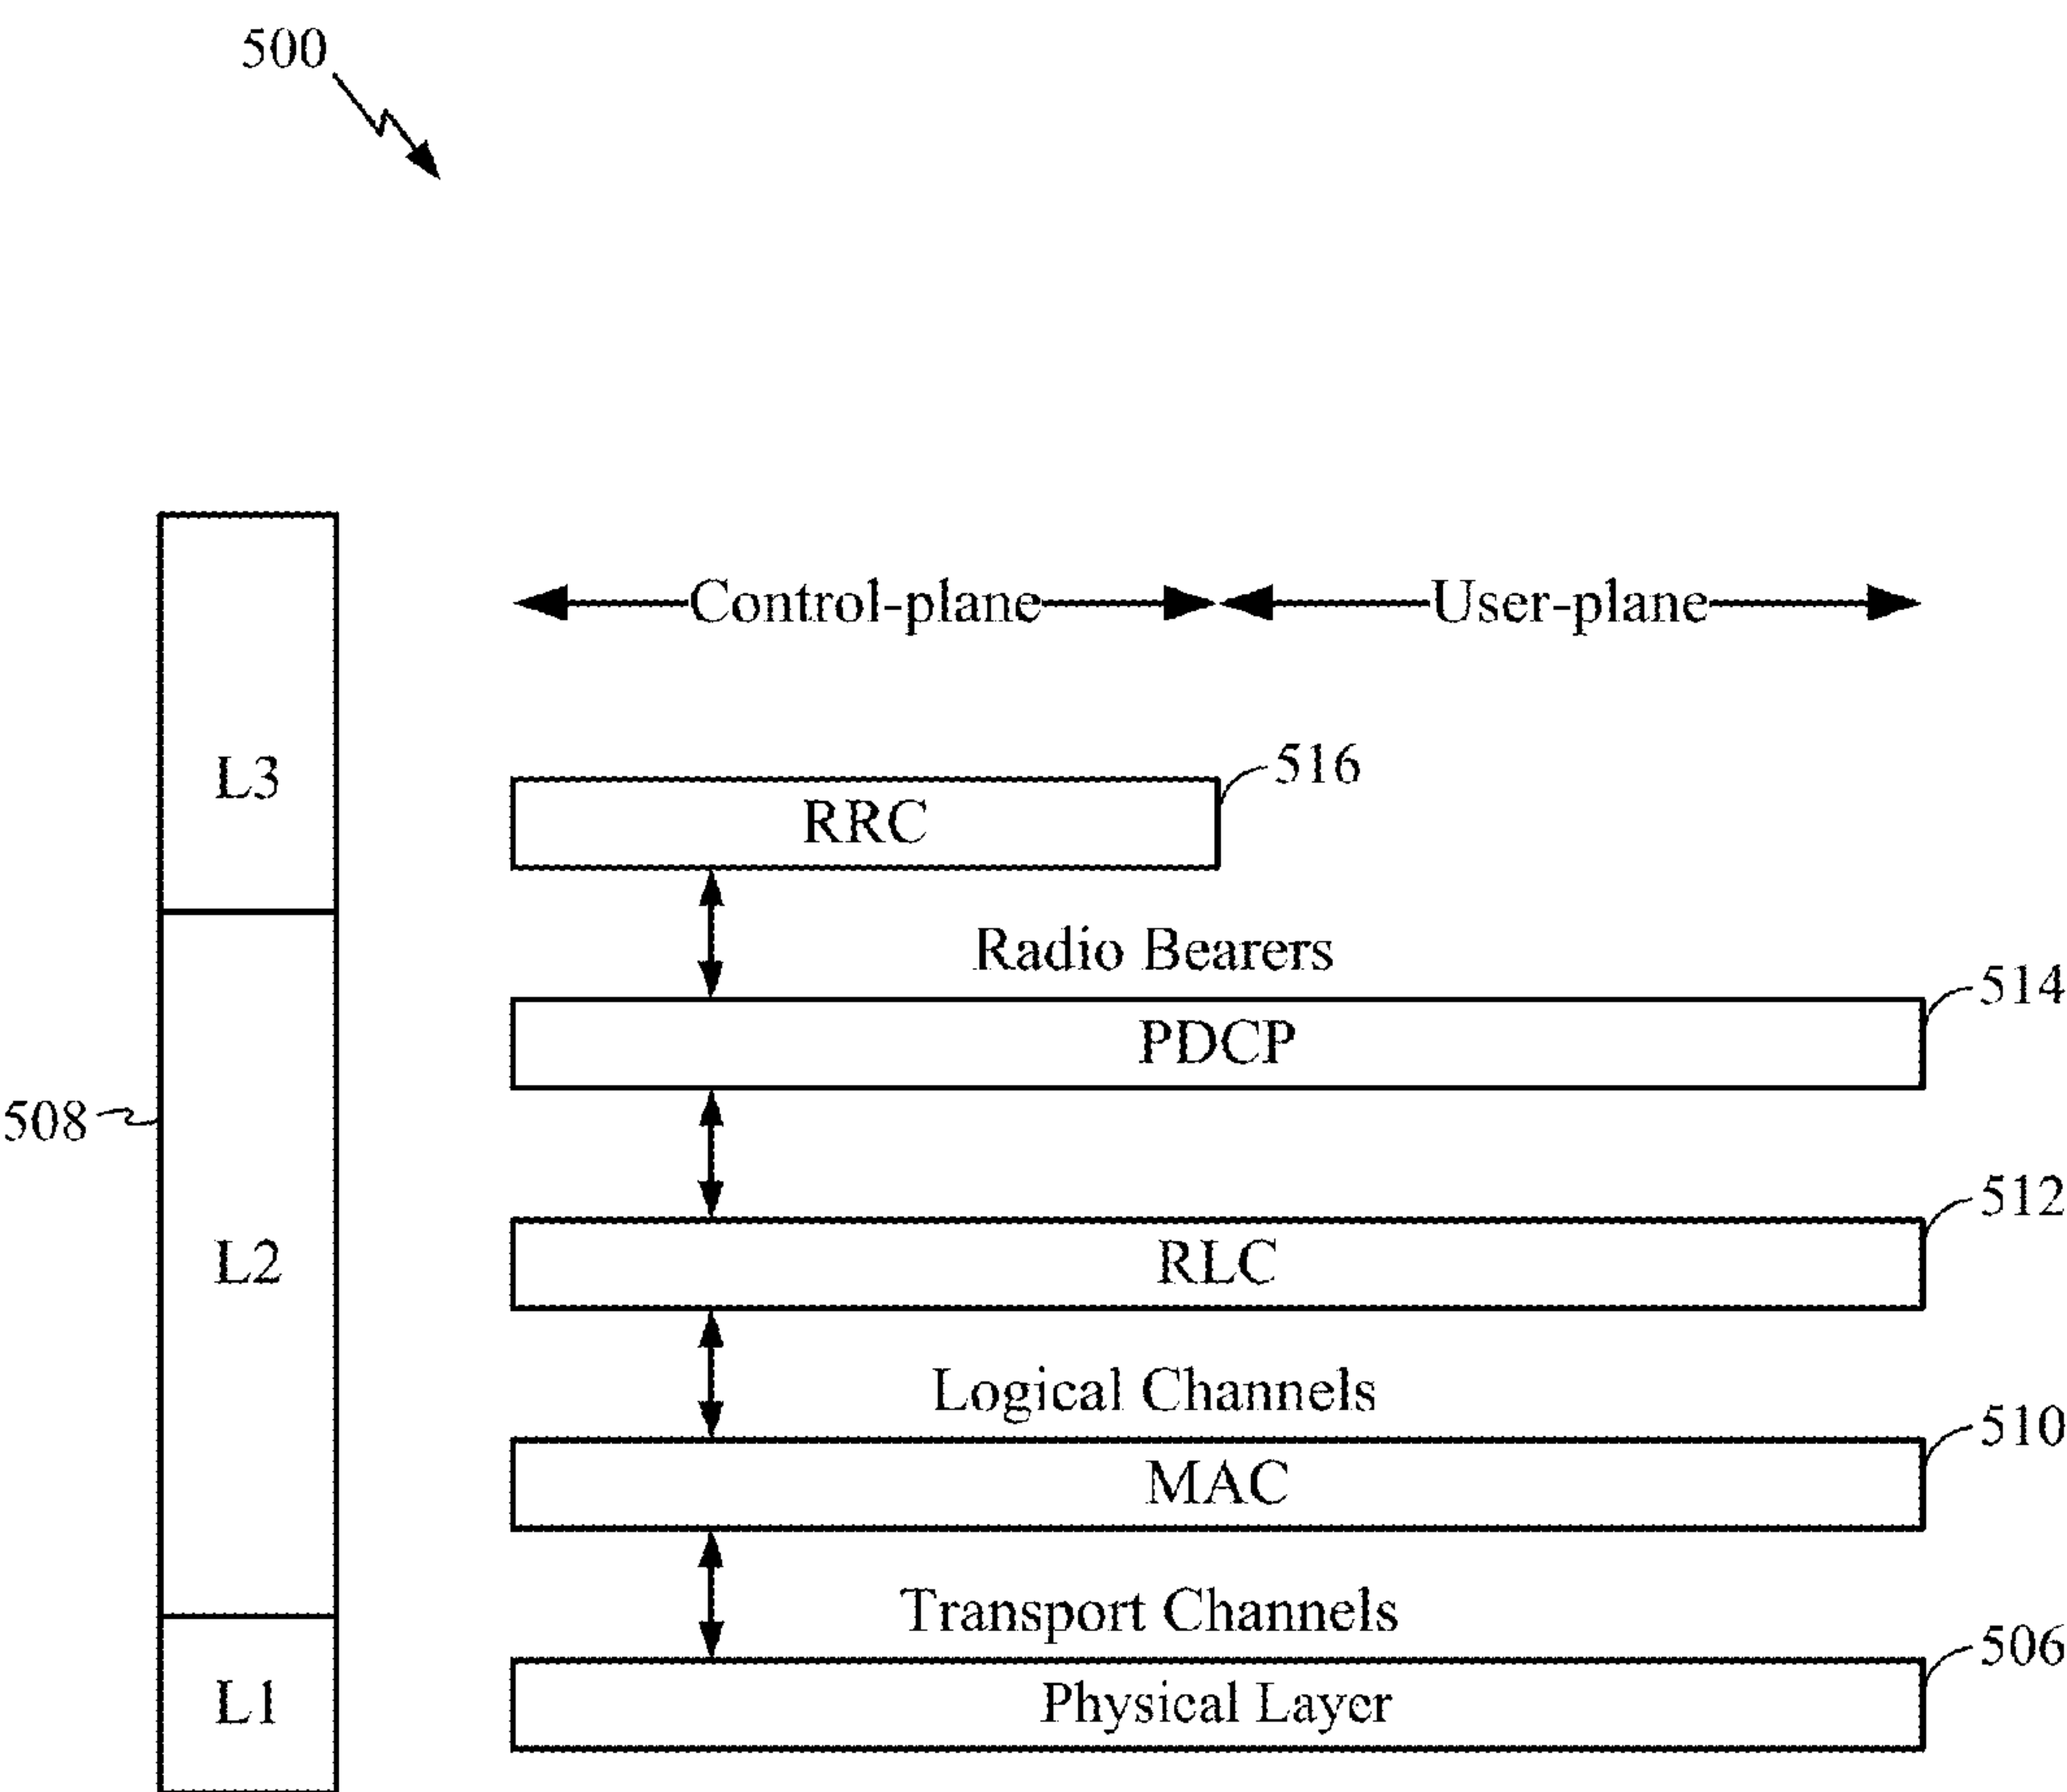 500
Control-plane User-plane
L3
516
RRC
Radio Bearers
514
PDCP
508
512
L2
RLC
Logical Channels
510
MAC
Transport Channels
506
L1
Physical Layer